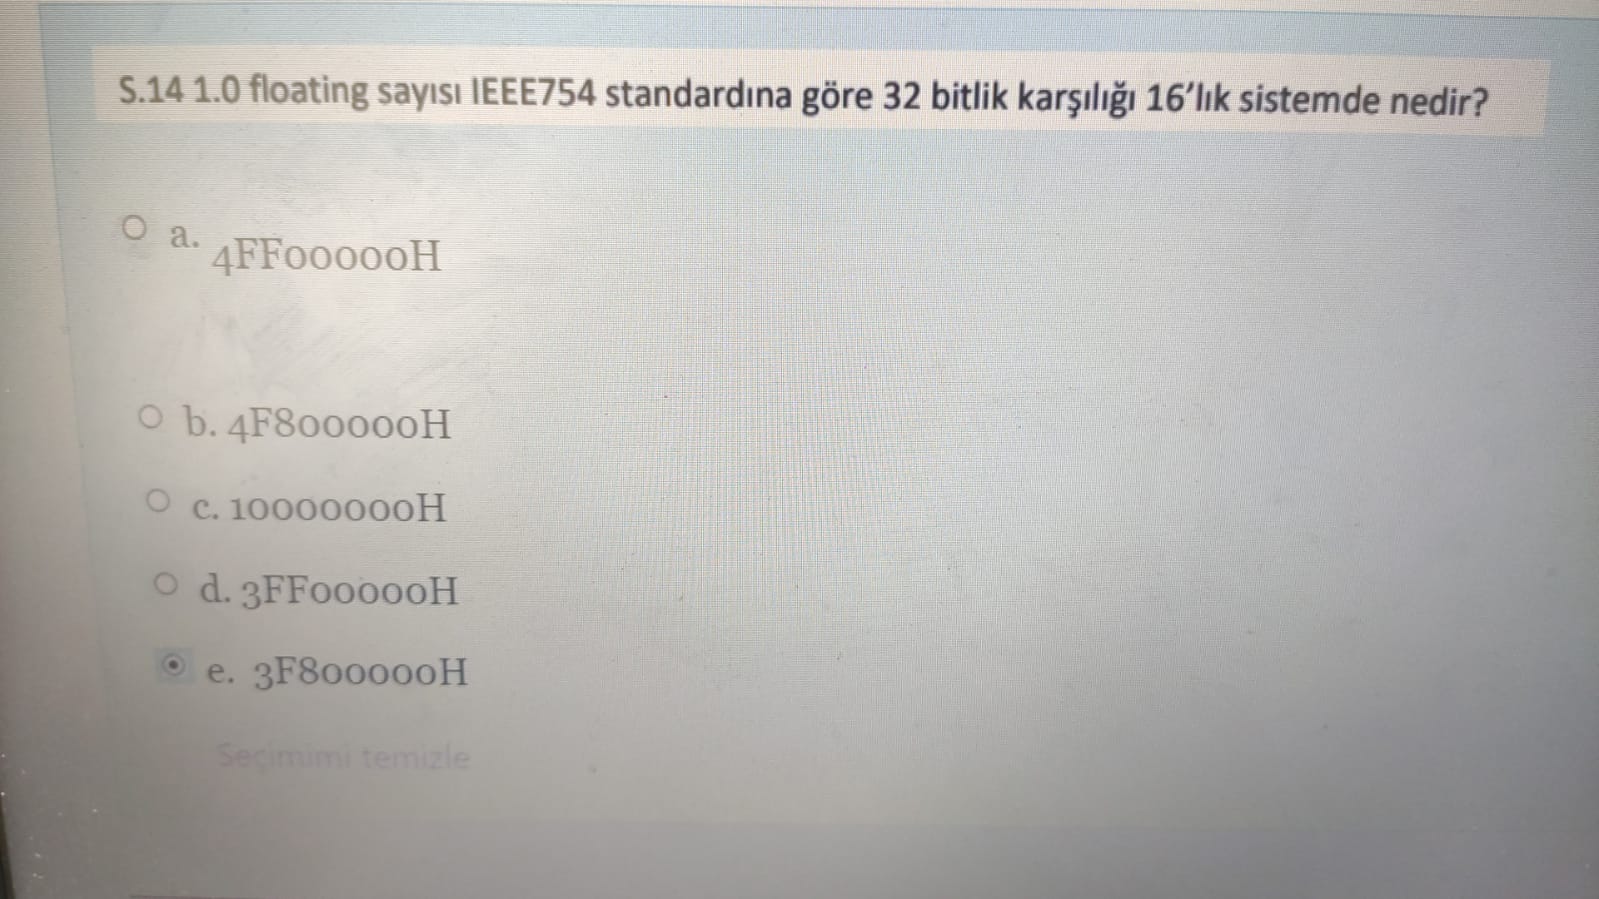 S.14 1.0 floating sayısı IEEE754 standardına göre 32 bitlik karşılığı 16’lık sistemde nedir?
a. 4FF00000H
b. 4F800000H
c. 10000000H
d. 3FF00000H
e. 3F800000H
Seçimimi temizle